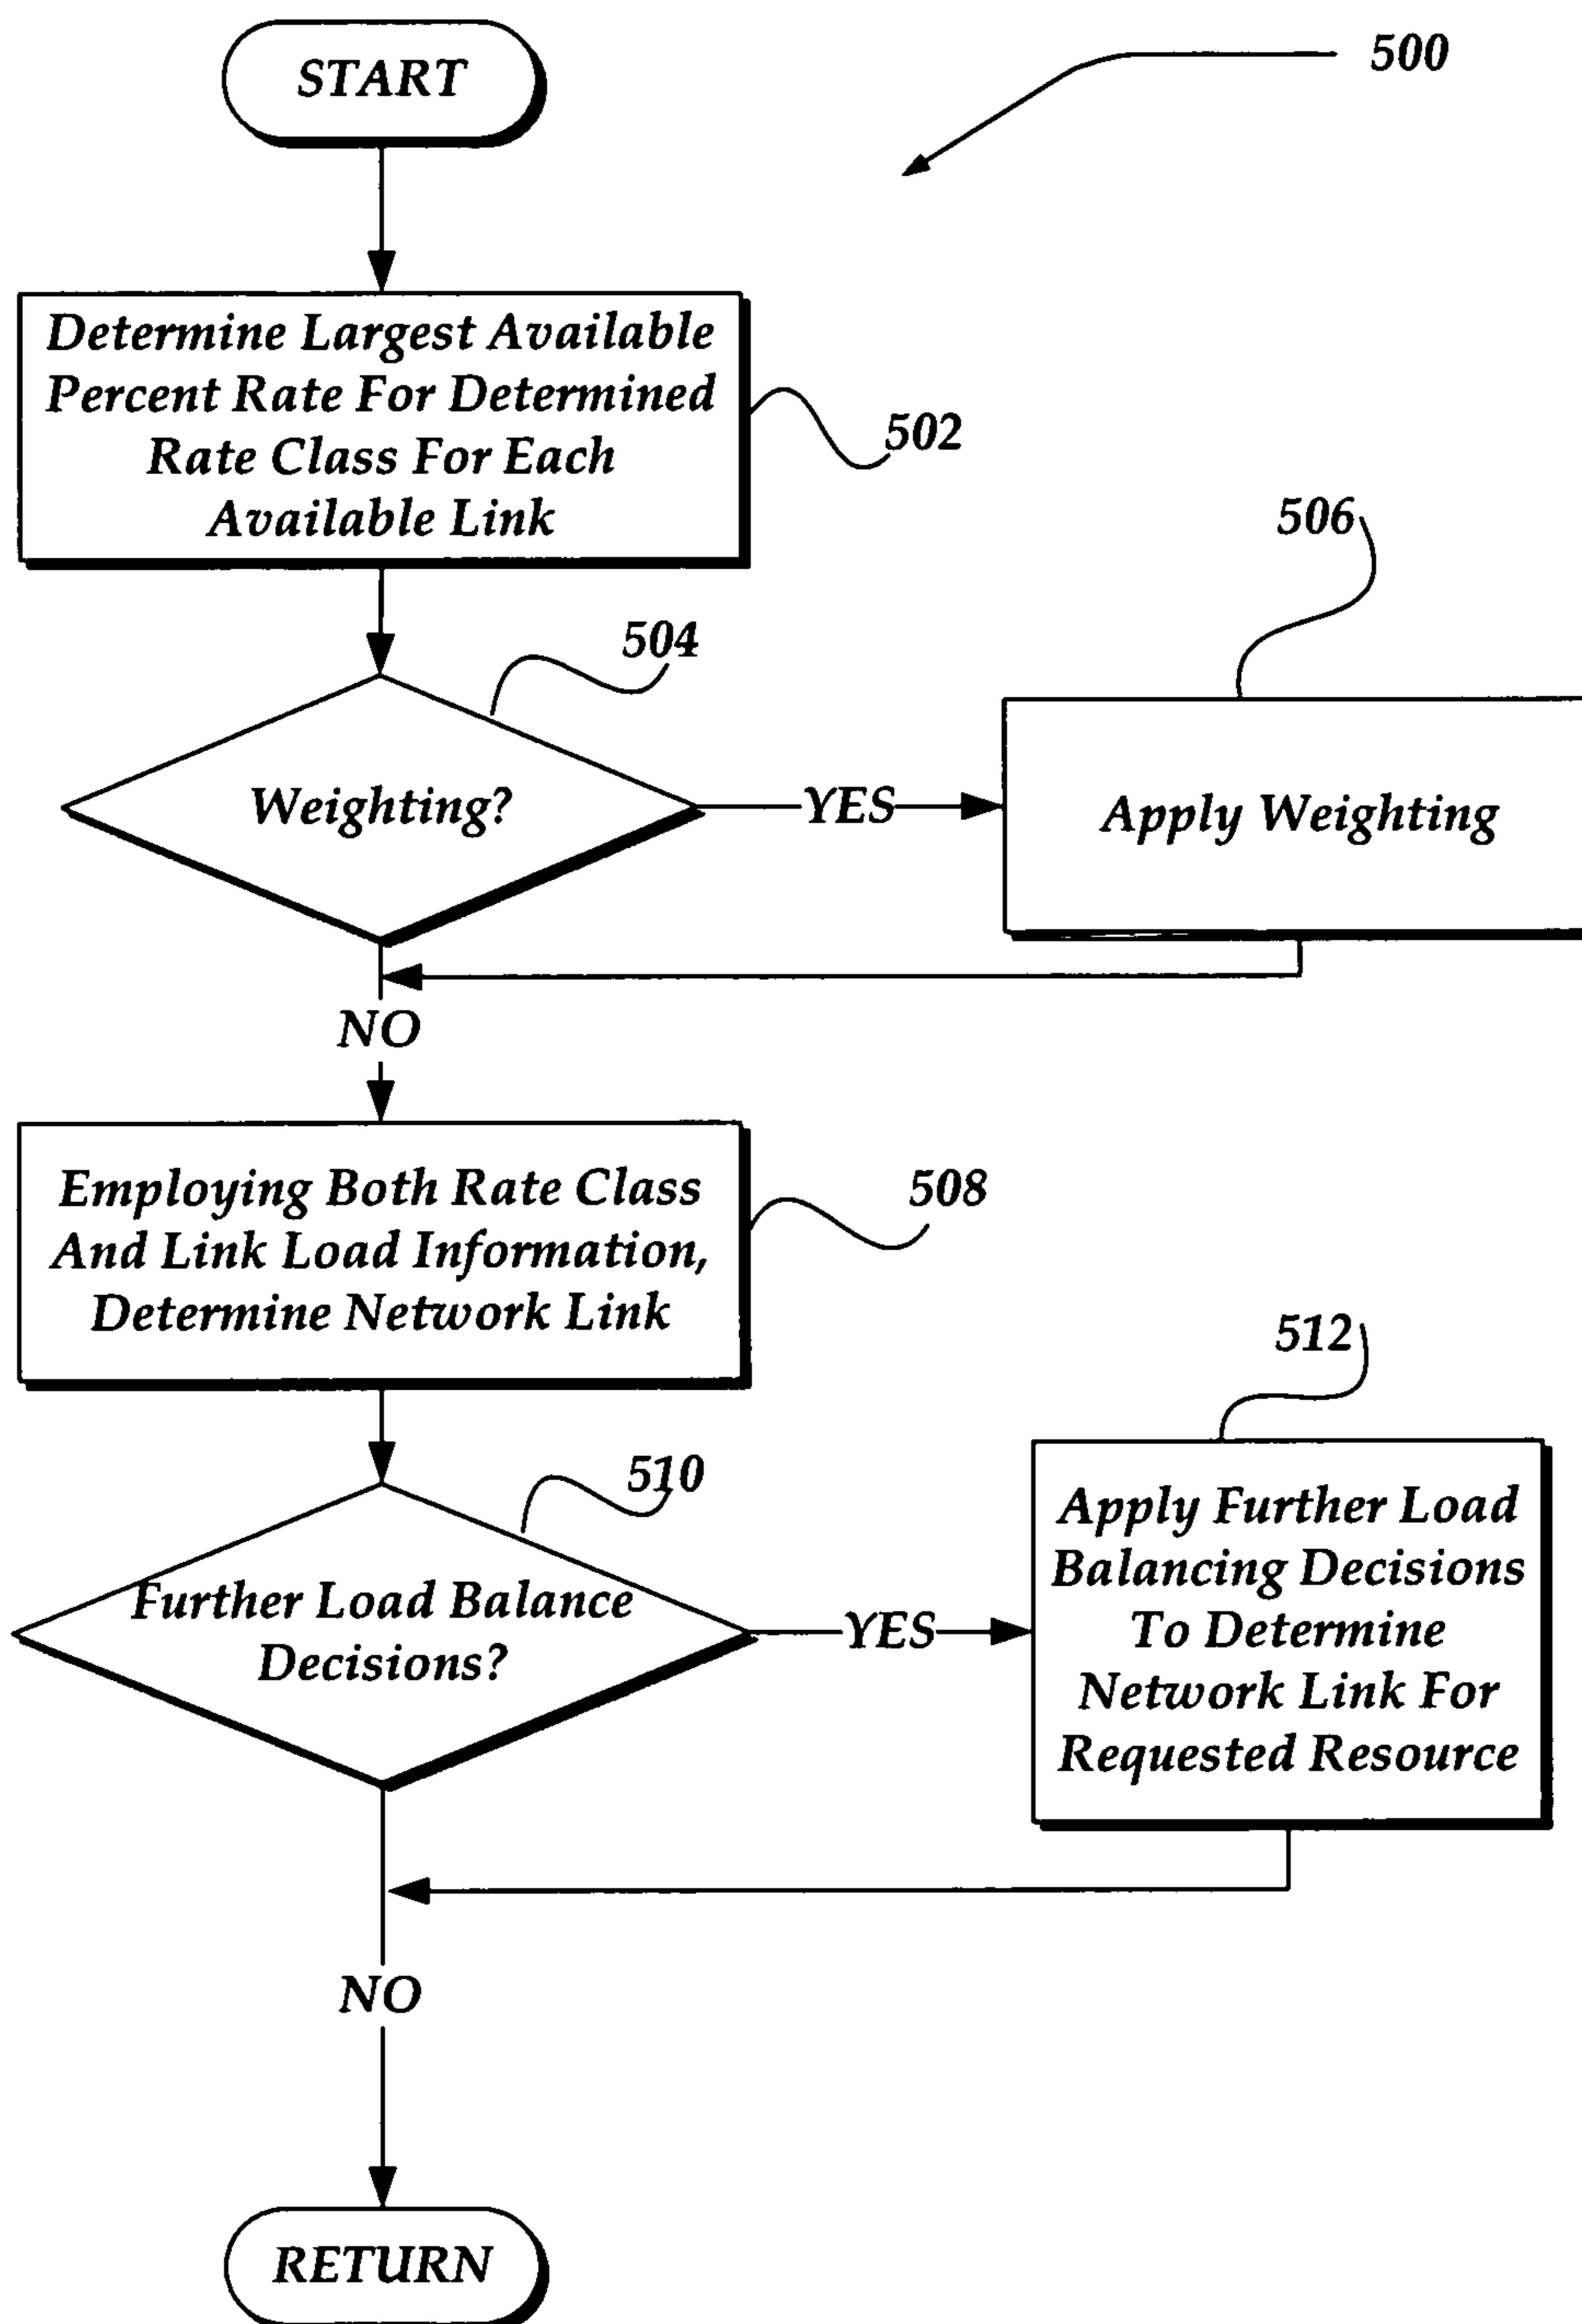 START
500
Determine Largest Available
Percent Rate For Determined
Rate Class For Each
Available Link
502
504
506
Weighting?
YES
Apply Weighting
NO
Employing Both Rate Class
And Link Load Information,
Determine Network Link
508
510
512
Further Load Balance
Decisions?
YES
Apply Further Load
Balancing Decisions
To Determine
Network Link For
Requested Resource
NO
RETURN